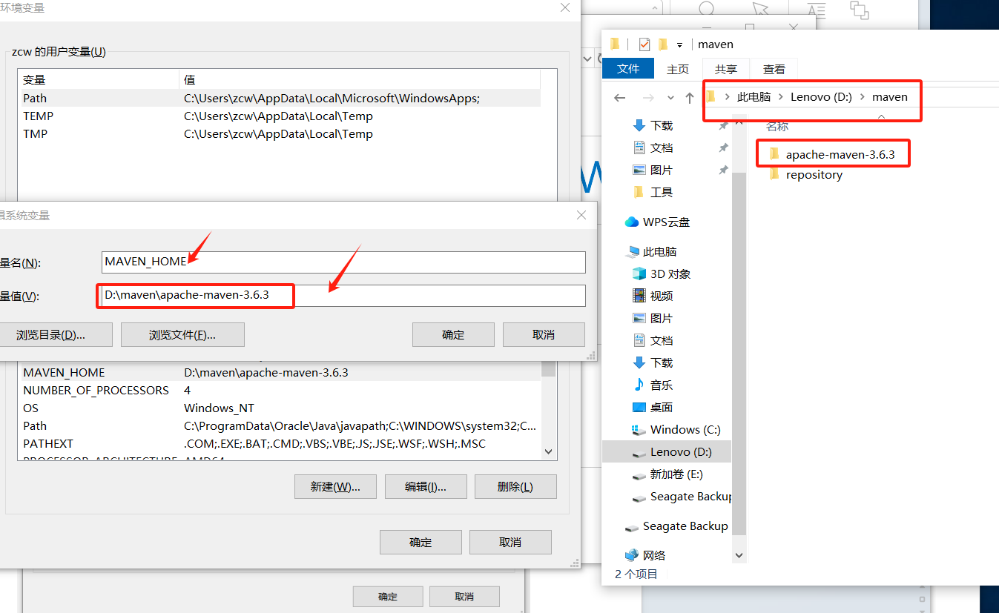 环境变量
zcw 的用户变量(U)
变量 值
Path C:\Users\zcw\AppData\Local\Microsoft\WindowsApps;
TEMP C:\Users\zcw\AppData\Local\Temp
TMP C:\Users\zcw\AppData\Local\Temp
系统变量
量名(N): MAVEN_HOME
量值(V): D:\maven\apache-maven-3.6.3
浏览目录(D)... 浏览文件(F)... 确定 取消
MAVEN_HOME D:\maven\apache-maven-3.6.3
NUMBER_OF_PROCESSORS 4
OS Windows_NT
Path C:\ProgramData\Oracle\Java\javapath;C:\WINDOWS\system32;C...
PATHEXT .COM;.EXE;.BAT;.CMD;.VBS;.VBE;.JS;.JSE;.WSF;.WSH;.MSC
PROCESSOR_ARCHITECTURE AMD64
新建(W)... 编辑(I)... 删除(L)
确定 取消
确定 取消
W
maven
文件 主页 共享 查看
此电脑 Lenovo (D:) maven
名称
apache-maven-3.6.3
repository
下载
文档
图片
工具
WPS云盘
此电脑
3D 对象
视频
图片
文档
下载
音乐
桌面
Windows (C:)
Lenovo (D:)
新加卷 (E:)
Seagate Backup
Seagate Backup
网络
2 个项目